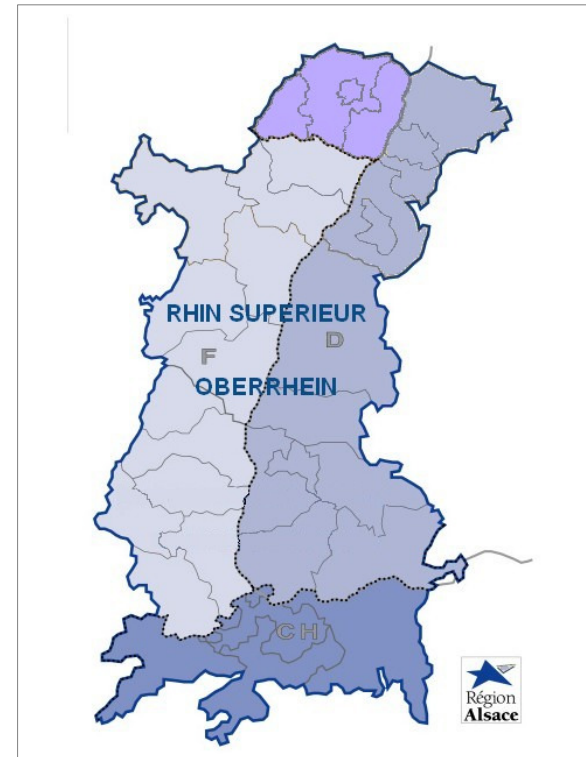 RHIN SUPERIEUR
F
D
OBERRHEIN
CH
Région
Alsace